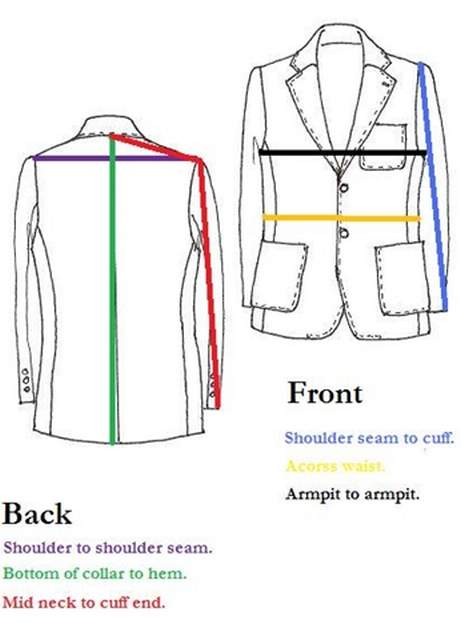 Front
Shoulder seam to cuff.
Acorss waist.
Armpit to armpit.
Back
Shoulder to shoulder seam.
Bottom of collar to hem.
Mid neck to cuff end.